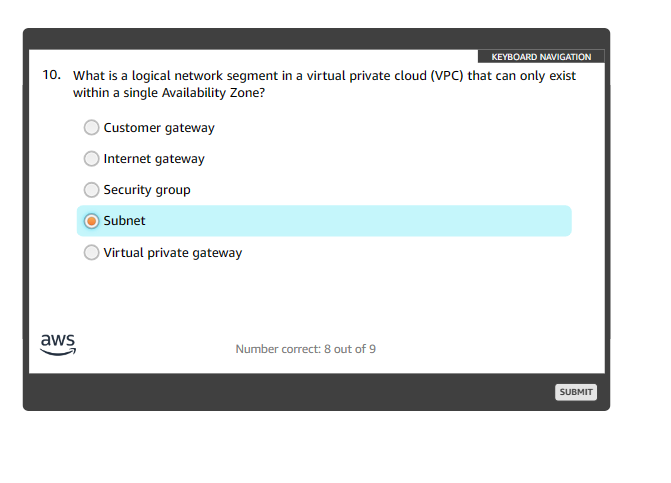 KEYBOARD NAVIGATION
10. What is a logical network segment in a virtual private cloud (VPC) that can only exist
within a single Availability Zone?
Customer gateway
Internet gateway
Security group
Subnet
Virtual private gateway
aws
Number correct: 8 out of 9
SUBMIT